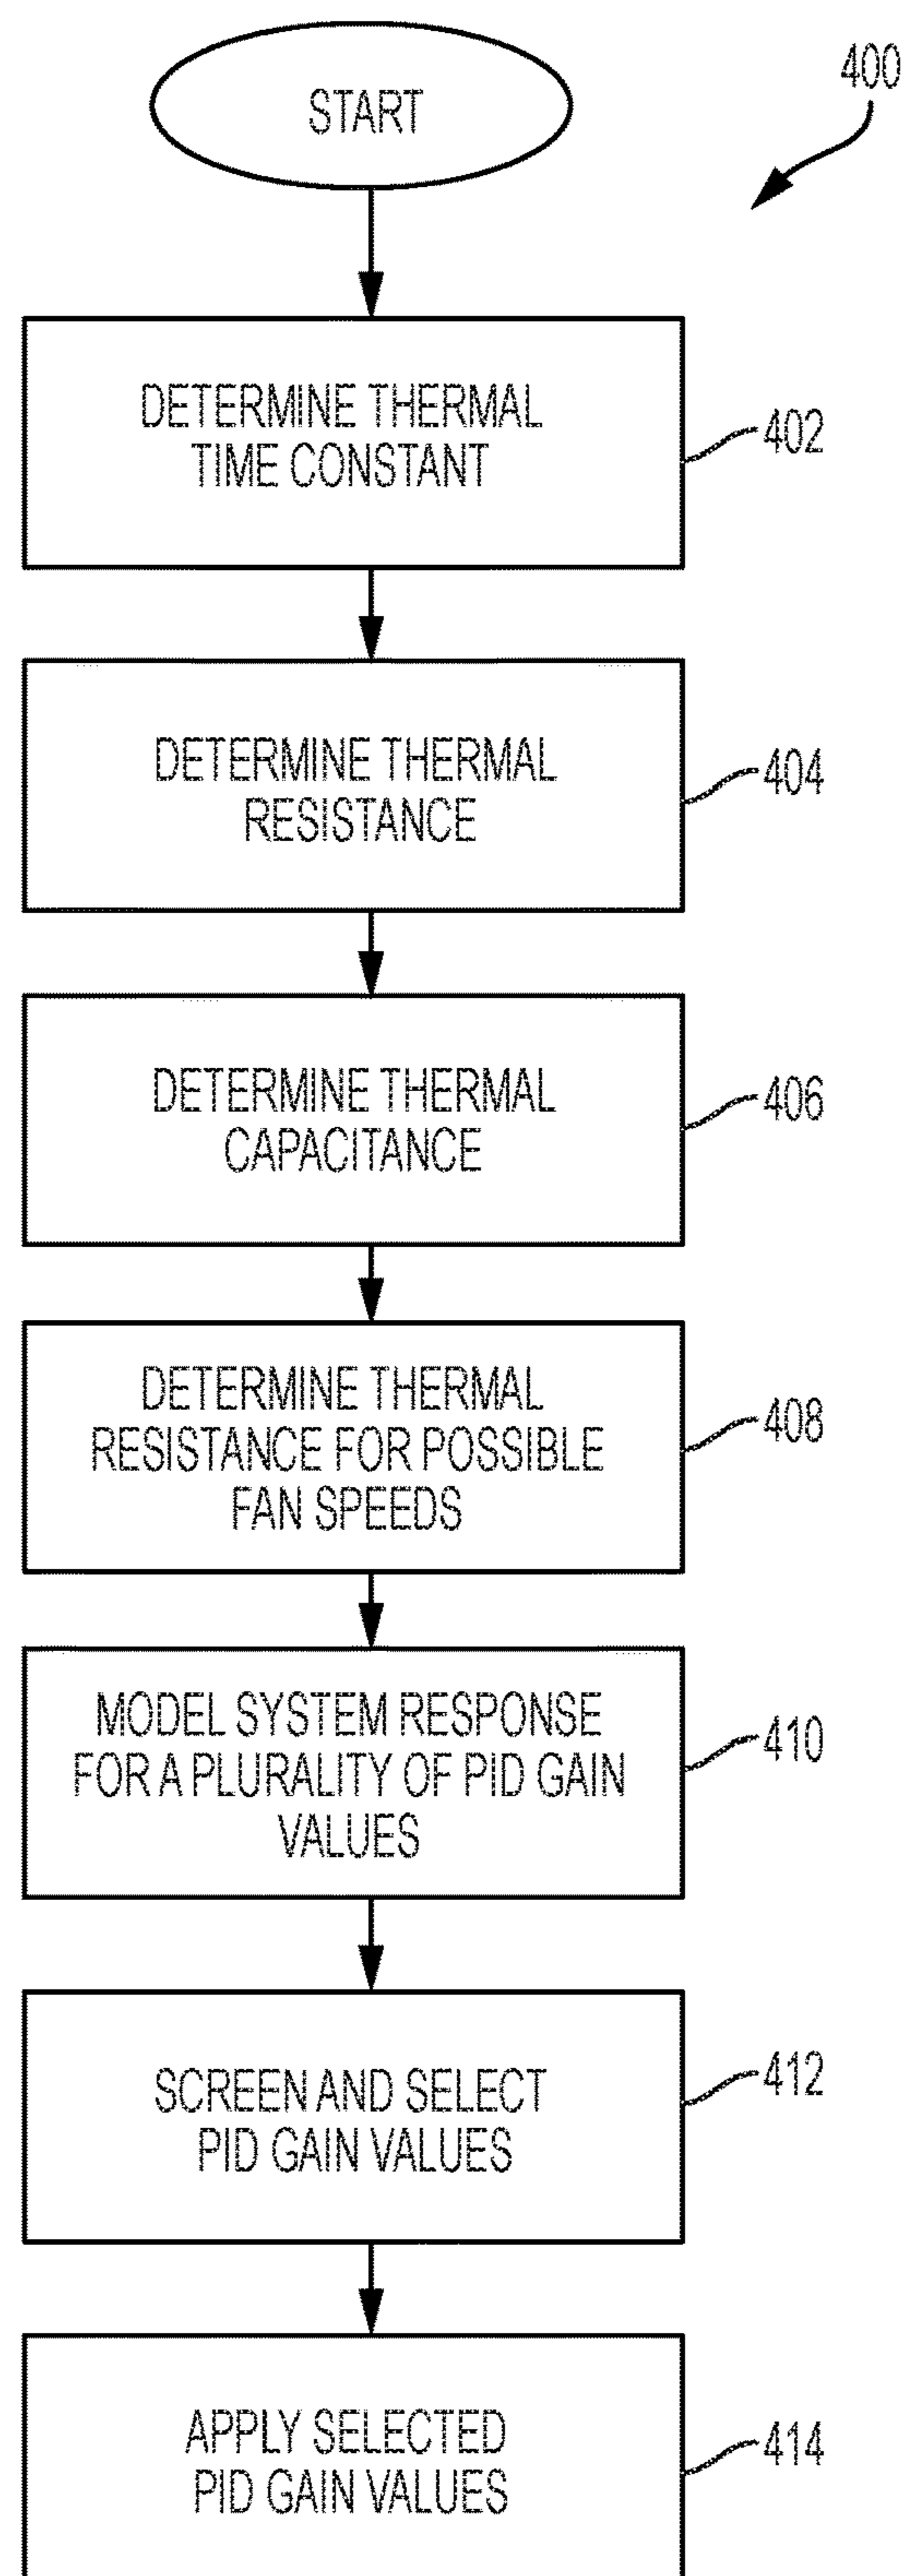 START
400
DETERMINE THERMAL
TIME CONSTANT
402
DETERMINE THERMAL
RESISTANCE
404
DETERMINE THERMAL
CAPACITANCE
406
DETERMINE THERMAL
RESISTANCE FOR POSSIBLE
FAN SPEEDS
408
MODEL SYSTEM RESPONSE
FOR A PLURALITY OF PID GAIN
VALUES
410
SCREEN AND SELECT
PID GAIN VALUES
412
APPLY SELECTED
PID GAIN VALUES
414